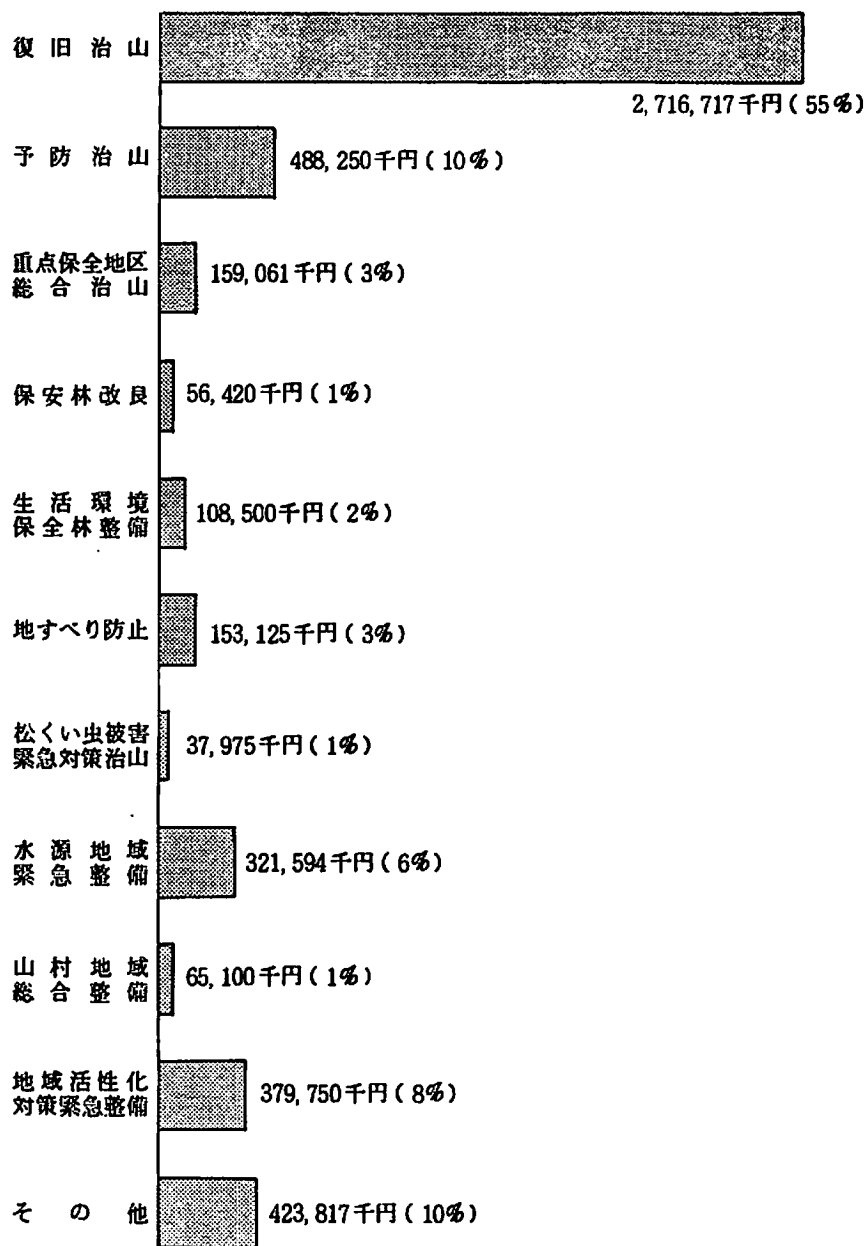 復旧治山
2,716,717千円(55%)
予防治山
488,250千円(10%)
重点保全地区
総合治山
159,061千円(3%)
保安林改良
56,420千円(1%)
生活環境
保全林整備
108,500千円(2%)
地すべり防止
153,125千円(3%)
松くい虫被害
緊急対策治山
37,975千円(1%)
水源地域
緊急整備
321,594千円(6%)
山村地域
総合整備
65,100千円(1%)
地域活性化
対策緊急整備
379,750千円(8%)
その他
423,817千円(10%)